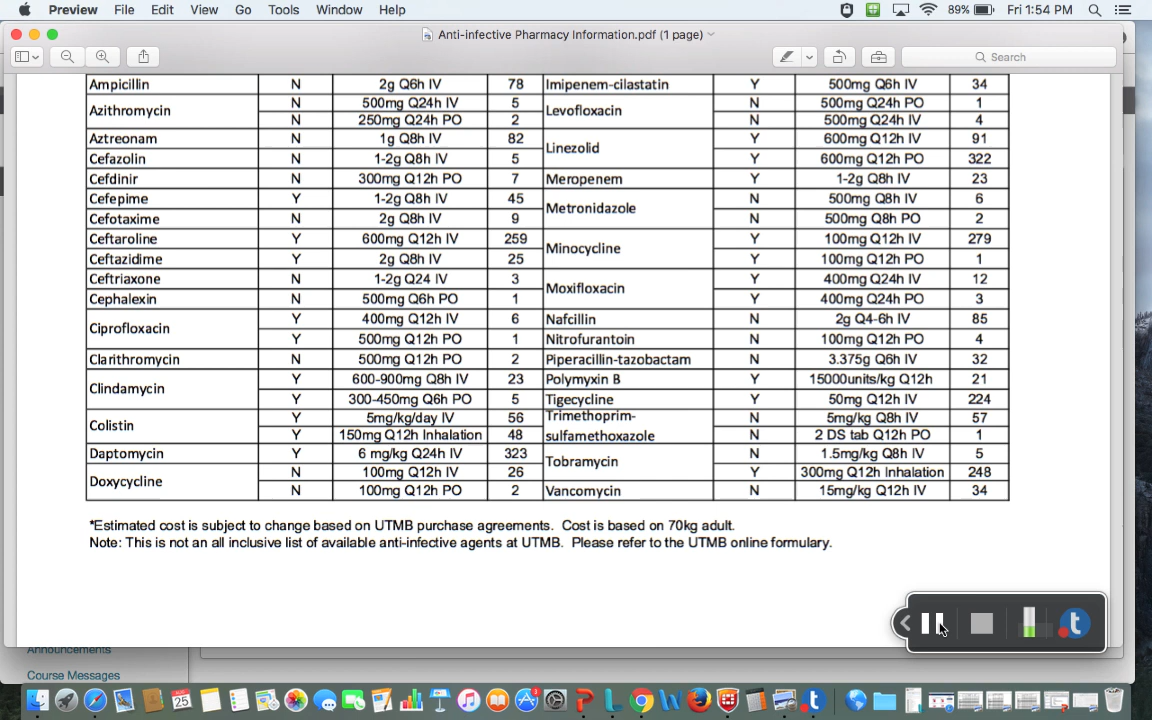 Preview File Edit View Go Tools Window Help 89% Fri 1:54 PM
Anti-infective Pharmacy Information.pdf (1 page)
Search
Ampicillin N 2g Q6h IV 78 Imipenem-cilastatin Y 500mg Q6h IV 34
Azithromycin N 500mg Q24h IV 5 Levofloxacin N 500mg Q24h PO 1
N 250mg Q24h PO 2 N 500mg Q24h IV 4
Aztreonam N 1g Q8h IV 82 Linezolid Y 600mg Q12h IV 91
Cefazolin N 1-2g Q8h IV 5 Y 600mg Q12h PO 322
Cefdinir N 300mg Q12h PO 7 Meropenem Y 1-2g Q8h IV 23
Cefepime Y 1-2g Q8h IV 45 Metronidazole N 500mg Q8h IV 6
Cefotaxime N 2g Q8h IV 9 N 500mg Q8h PO 2
Ceftaroline Y 600mg Q12h IV 259 Minocycline Y 100mg Q12h IV 279
Ceftazidime Y 2g Q8h IV 25 Y 100mg Q12h PO 1
Ceftriaxone N 1-2g Q24 IV 3 Moxifloxacin Y 400mg Q24h IV 12
Cephalexin N 500mg Q6h PO 1 Y 400mg Q24h PO 3
Ciprofloxacin Y 400mg Q12h IV 6 Nafcillin N 2g Q4-6h IV 85
Y 500mg Q12h PO 1 Nitrofurantoin N 100mg Q12h PO 4
Clarithromycin N 500mg Q12h PO 2 Piperacillin-tazobactam N 3.375g Q6h IV 32
Clindamycin Y 600-900mg Q8h IV 23 Polymyxin B Y 15000units/kg Q12h 21
Y 300-450mg Q6h PO 5 Tigecycline Y 50mg Q12h IV 224
Colistin Y 5mg/kg/day IV 56 Trimethoprim- N 5mg/kg Q8h IV 57
Y 150mg Q12h Inhalation 48 sulfamethoxazole N 2 DS tab Q12h PO 1
Daptomycin Y 6 mg/kg Q24h IV 323 Tobramycin N 1.5mg/kg Q8h IV 5
Doxycycline N 100mg Q12h IV 26 Y 300mg Q12h Inhalation 248
N 100mg Q12h PO 2 Vancomycin N 15mg/kg Q12h IV 34
*Estimated cost is subject to change based on UTMB purchase agreements. Cost is based on 70kg adult.
Note: This is not an all inclusive list of available anti-infective agents at UTMB. Please refer to the UTMB online formulary.
t
Announcements
Course Messages
25